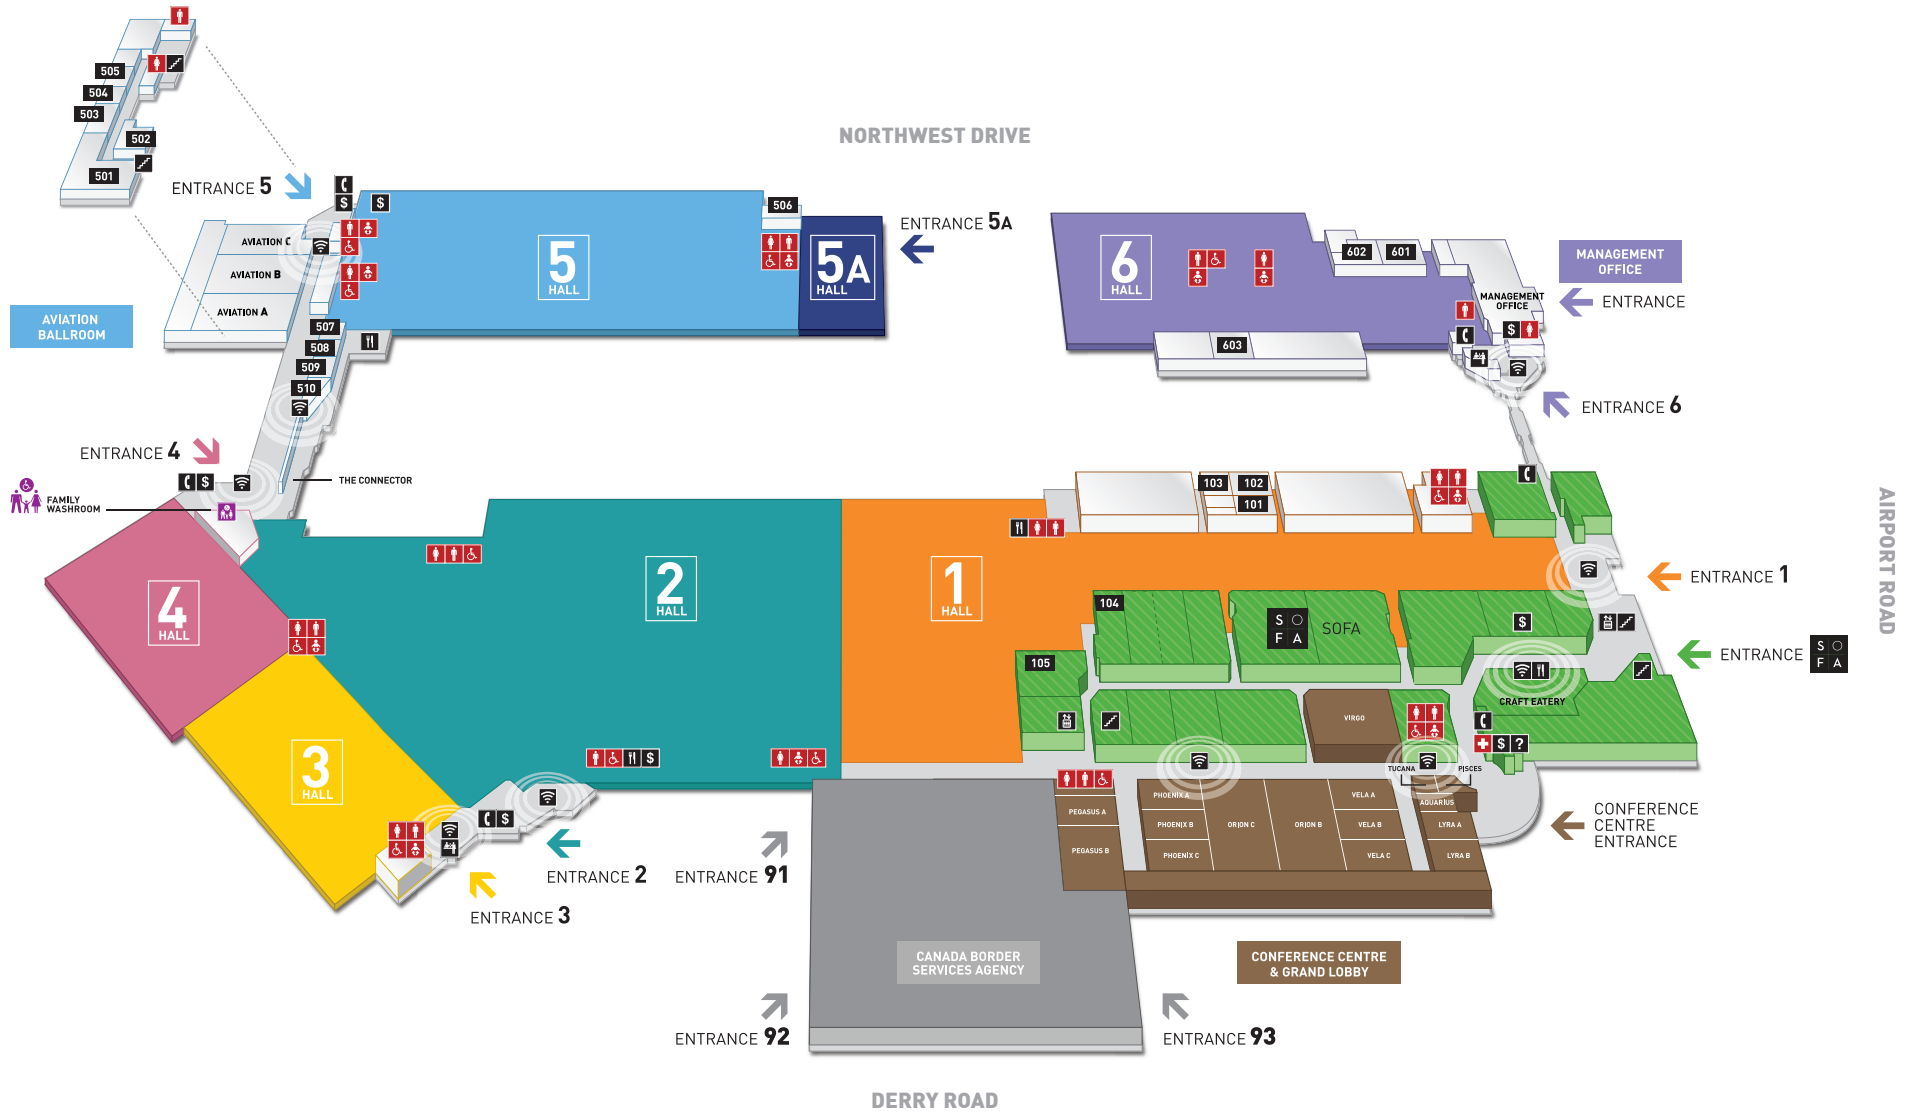 505
504
503
502
501
NORTHWEST DRIVE
ENTRANCE 5
$
$
506
ENTRANCE 5A
AVIATION C
AVIATION B
AVIATION A
5
HALL
5A
HALL
6
HALL
602
601
MANAGEMENT
OFFICE
ENTRANCE
MANAGEMENT
OFFICE
$
AVIATION
BALLROOM
507
508
509
510
603
ENTRANCE 6
ENTRANCE 4
$
THE CONNECTOR
FAMILY
WASHROOM
103
102
101
AIRPORT ROAD
4
HALL
2
HALL
1
HALL
ENTRANCE 1
104
S O
F A
SOFA
$
ENTRANCE
S O
F A
105
CRAFT EATERY
VIRGO
3
HALL
$
$ ?
TUCANA
PISCES
PEGASUS A
PEGASUS B
PHOENIX A
PHOENIX B
PHOENIX C
ORION C
ORION B
VELA A
VELA B
VELA C
AQUARIUS
LYRA A
LYRA B
CONFERENCE
CENTRE
ENTRANCE
$
ENTRANCE 2
ENTRANCE 91
ENTRANCE 3
CANADA BORDER
SERVICES AGENCY
CONFERENCE CENTRE
& GRAND LOBBY
ENTRANCE 92
ENTRANCE 93
DERRY ROAD